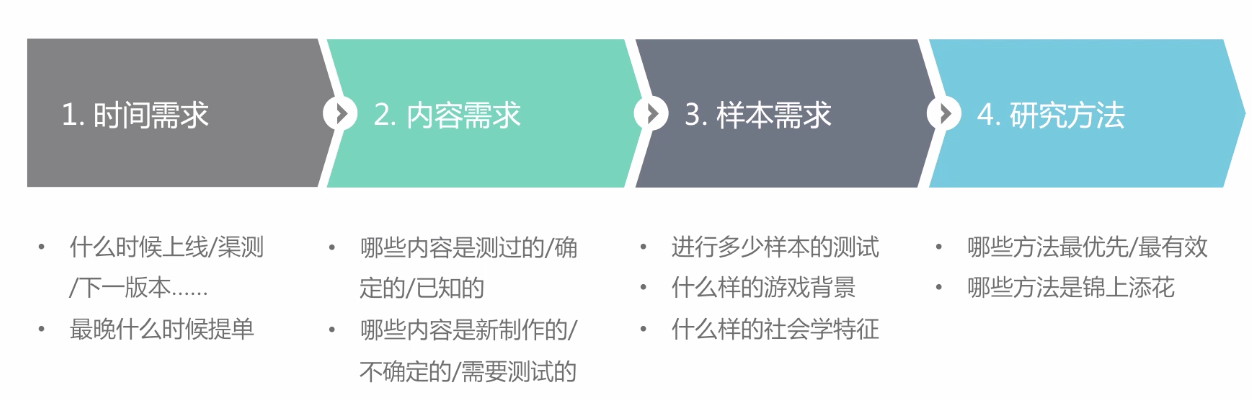 1. 时间需求
2. 内容需求
3. 样本需求
4. 研究方法
• 什么时候上线/渠测
/下一版本……
• 最晚什么时候提单
• 哪些内容是测过的/确
定的/已知的
• 哪些内容是新制作的/
不确定的/需要测试的
• 进行多少样本的测试
• 什么样的游戏背景
• 什么样的社会学特征
• 哪些方法最优先/最有效
• 哪些方法是锦上添花